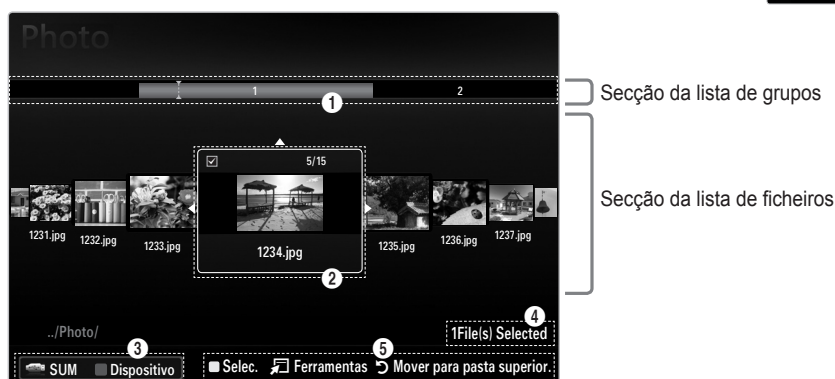 Photo
1 2
①
Secção da lista de grupos
5/15
Secção da lista de ficheiros
1231.jpg 1232.jpg 1233.jpg 1234.jpg 1235.jpg 1236.jpg 1237.jpg
②
../Photo/
1File(s) Selected
④
③ ⑤
SUM Dispositivo Selec. Ferramentas Mover para pasta superior.